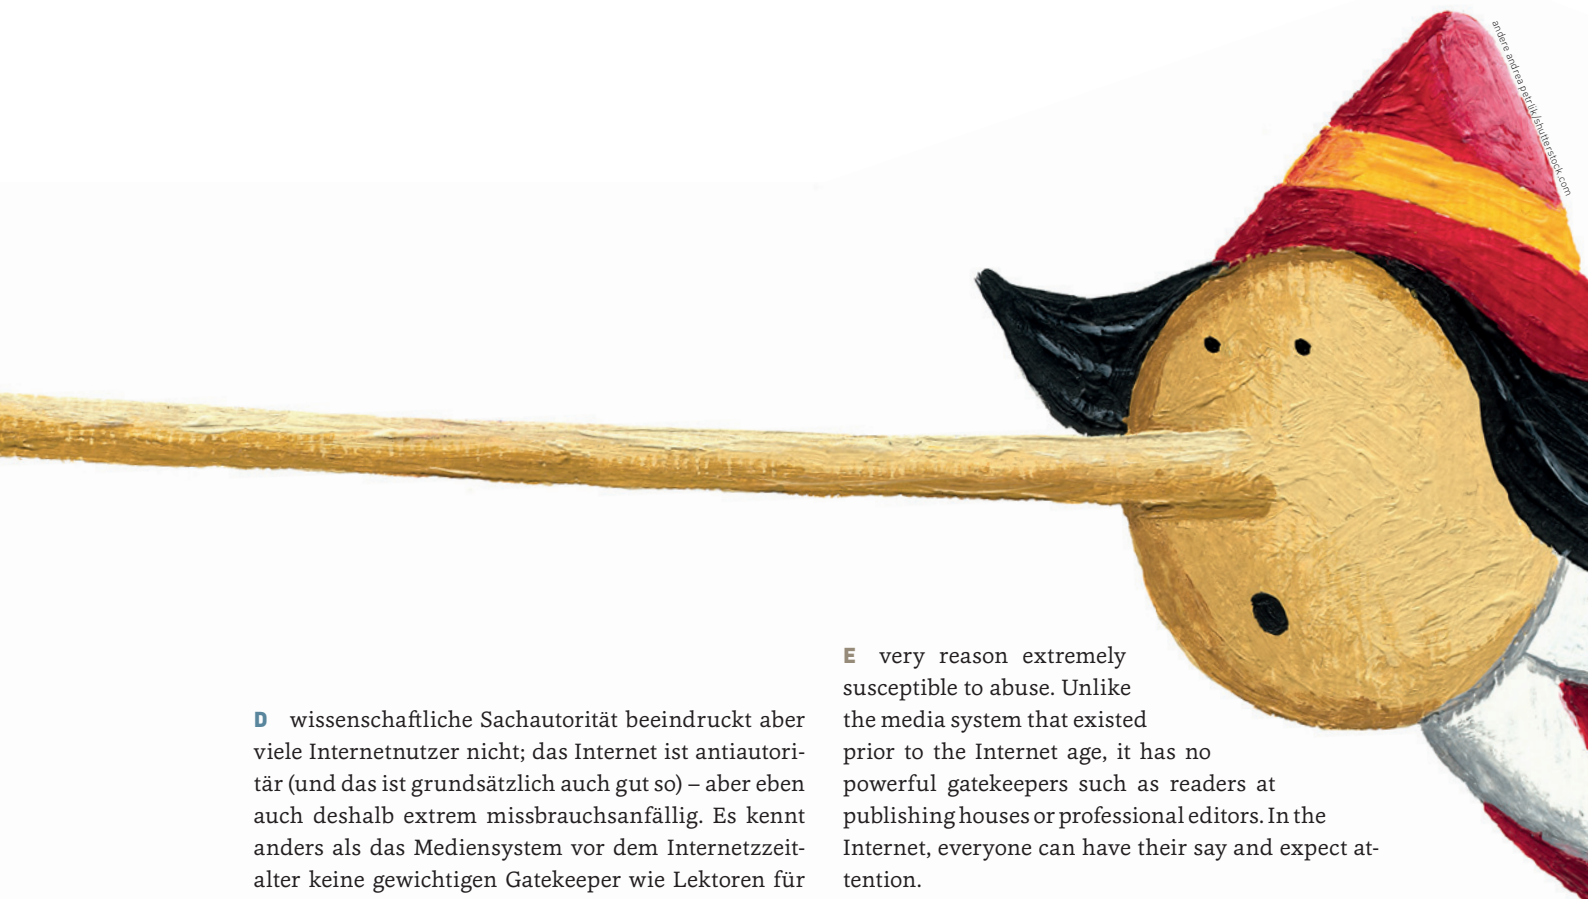 andere andrea petrlik/shutterstock.com
D wissenschaftliche Sachautorität beeindruckt aber
viele Internetnutzer nicht; das Internet ist antiautori-
tär (und das ist grundsätzlich auch gut so) – aber eben
auch deshalb extrem missbrauchsanfällig. Es kennt
anders als das Mediensystem vor dem Internetzzeit-
alter keine gewichtigen Gatekeeper wie Lektoren für
E very reason extremely
susceptible to abuse. Unlike
the media system that existed
prior to the Internet age, it has no
powerful gatekeepers such as readers at
publishing houses or professional editors. In the
Internet, everyone can have their say and expect at-
tention.